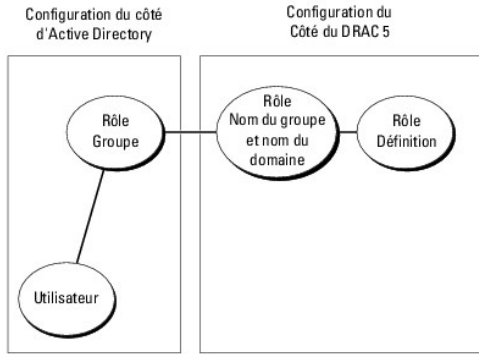 Configuration du côté
d'Active Directory
Configuration du
Côté du DRAC 5
Rôle
Groupe
Rôle
Nom du groupe
et nom du
domaine
Rôle
Définition
Utilisateur